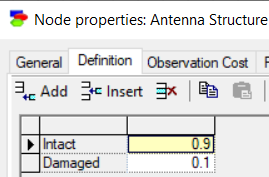 Node properties: Antenna Structure
General Definition Observation Cost
Add Insert
Intact 0.9
Damaged 0.1